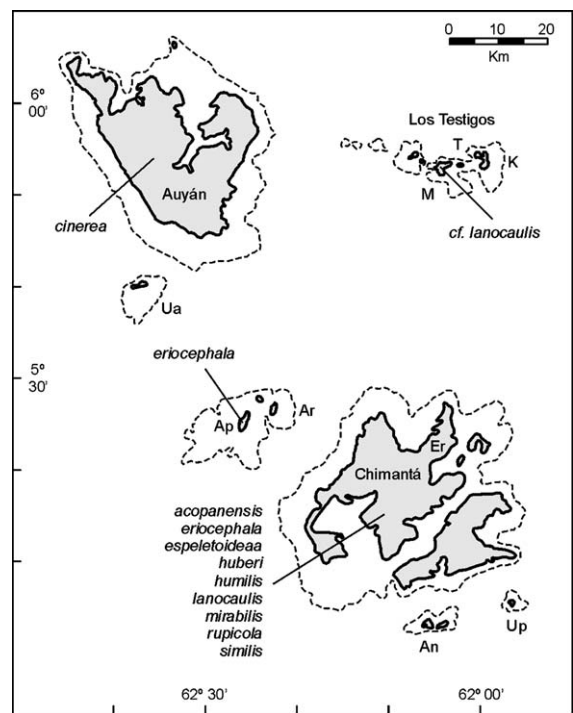 0 10 20
Km
6º
00'
Los Testigos
T
K
M
Auyán
cf. lanocaulis
cinerea
Ua
eriocephala
5º
30'
Ap
Ar
Er
Chimantá
acopanensis
eriocephala
espeletoideaa
huberi
humilis
lanocaulis
mirabilis
rupicola
similis
Up
An
62º 30'
62º 00'